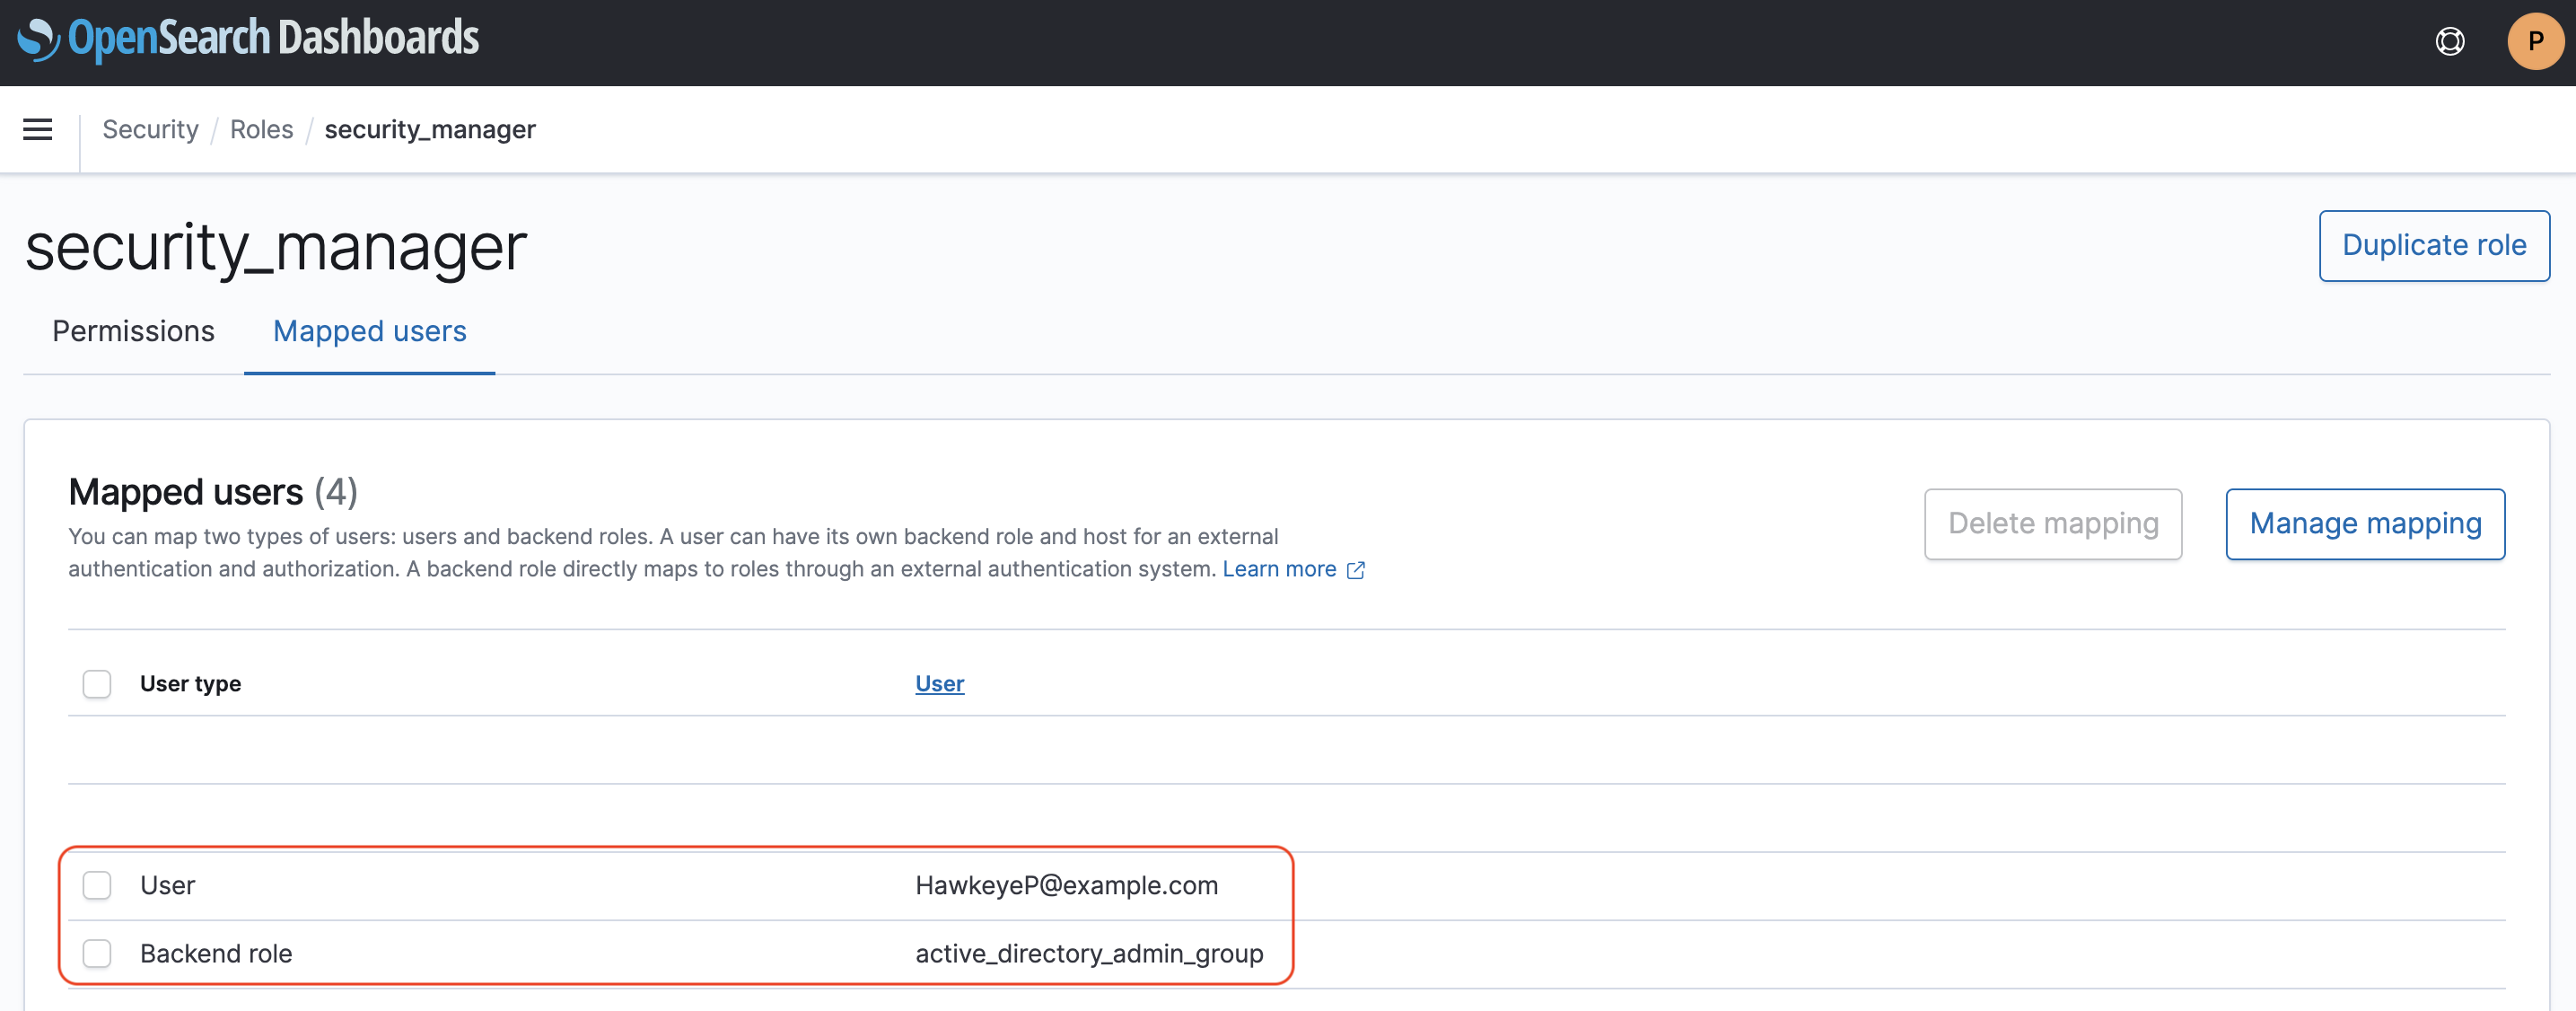 OpenSearch Dashboards
P
Security / Roles / security_manager
security_manager
Duplicate role
Permissions
Mapped users
Mapped users (4)
You can map two types of users: users and backend roles. A user can have its own backend role and host for an external
authentication and authorization. A backend role directly maps to roles through an external authentication system. Learn more
Delete mapping
Manage mapping
User type
User
User
HawkeyeP@example.com
Backend role
active_directory_admin_group